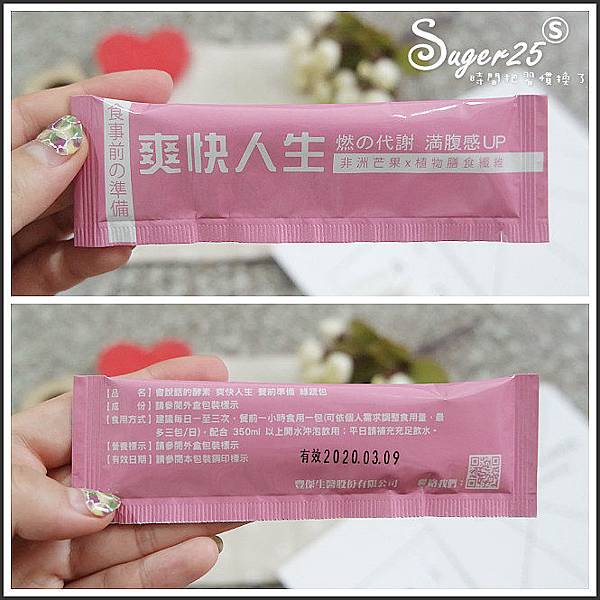 Suger25 S
時間把習慣換了
食事前の準備
爽快人生
燃の代謝 滿腹感UP
非洲芒果x植物膳食纖維
【品　　名】會說話的酵素 爽快人生 餐前準備 綠蔬包
【成　　份】請參閱外盒包裝標示
【食用方式】建議每日一至三次，餐前一小時食用一包(可依個人需求調整食用量，最
多三包/日)，配合 350ml 以上開水沖泡飲用；平日請補充充足飲水。
【營養標示】請參閱外盒包裝標示
【有效日期】請參閱本包裝鋼印標示
有效2020.03.09
豐傑生醫股份有限公司
聯絡我們：